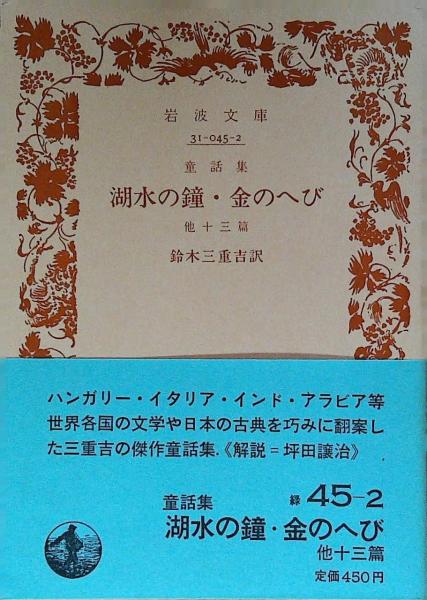 岩波文庫
31-045-2
童話集
湖水の鐘・金のへび
他十三篇
鈴木三重吉訳
ハンガリー・イタリア・インド・アラビア等
世界各国の文学や日本の古典を巧みに翻案し
た三重吉の傑作童話集.《解説＝坪田譲治》
童話集 緑 45-2
湖水の鐘・金のへび
他十三篇
定価450円